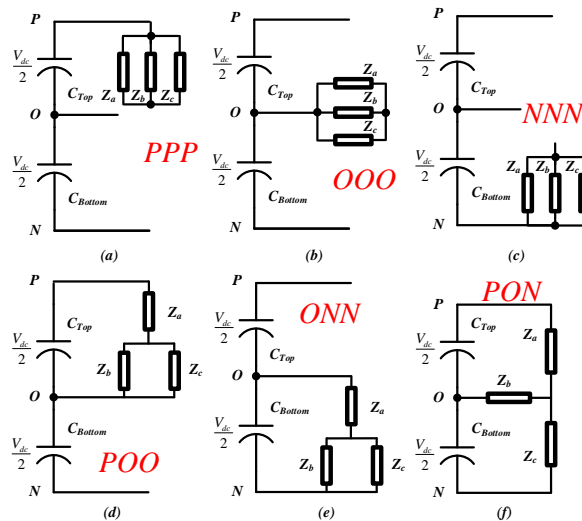 P
V_dc/2
C_Top
Z_a Z_b Z_c
O
PPP
V_dc/2
C_Bottom
N
(a)
P
V_dc/2
C_Top
Z_a
Z_b
Z_c
O
V_dc/2
OOO
C_Bottom
N
(b)
P
V_dc/2
C_Top
O
NNN
Z_a Z_b Z_c
V_dc/2
C_Bottom
N
(c)
P
Z_a
C_Top
V_dc/2
Z_b Z_c
O
C_Bottom
V_dc/2
POO
N
(d)
P
ONN
V_dc/2
C_Top
O
Z_a
C_Bottom
V_dc/2
Z_b Z_c
N
(e)
PON
P
C_Top
Z_a
V_dc/2
Z_b
O
C_Bottom
V_dc/2
Z_c
N
(f)